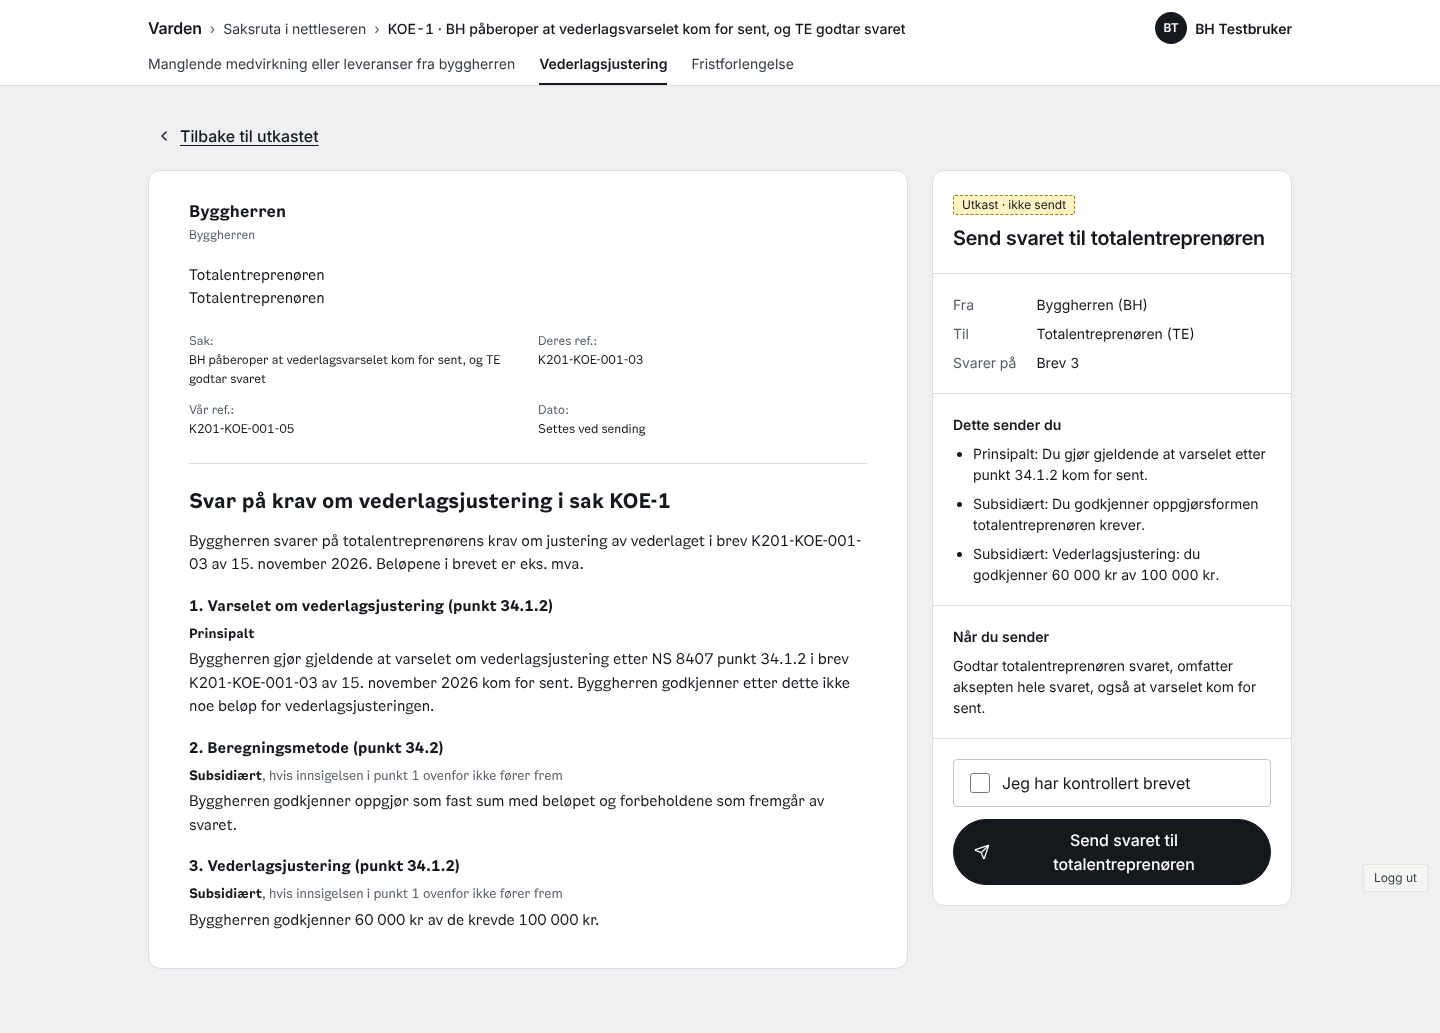 Varden › Saksruta i nettleseren › KOE-1 · BH påberoper at vederlagsvarselet kom for sent, og TE godtar svaret
BT BH Testbruker
Manglende medvirkning eller leveranser fra byggherren Vederlagsjustering Fristforlengelse
Tilbake til utkastet
Byggherren
Byggherren
Totalentreprenøren
Totalentreprenøren
Sak:
BH påberoper at vederlagsvarselet kom for sent, og TE
godtar svaret
Deres ref.:
K201-KOE-001-03
Vår ref.:
K201-KOE-001-05
Dato:
Settes ved sending
Svar på krav om vederlagsjustering i sak KOE-1
Byggherren svarer på totalentreprenørens krav om justering av vederlaget i brev K201-KOE-001-
03 av 15. november 2026. Beløpene i brevet er eks. mva.
1. Varselet om vederlagsjustering (punkt 34.1.2)
Prinsipalt
Byggherren gjør gjeldende at varselet om vederlagsjustering etter NS 8407 punkt 34.1.2 i brev
K201-KOE-001-03 av 15. november 2026 kom for sent. Byggherren godkjenner etter dette ikke
noe beløp for vederlagsjusteringen.
2. Beregningsmetode (punkt 34.2)
Subsidiært, hvis innsigelsen i punkt 1 ovenfor ikke fører frem
Byggherren godkjenner oppgjør som fast sum med beløpet og forbeholdene som fremgår av
svaret.
3. Vederlagsjustering (punkt 34.1.2)
Subsidiært, hvis innsigelsen i punkt 1 ovenfor ikke fører frem
Byggherren godkjenner 60 000 kr av de krevde 100 000 kr.
Utkast · ikke sendt
Send svaret til totalentreprenøren
Fra Byggherren (BH)
Til Totalentreprenøren (TE)
Svarer på Brev 3
Dette sender du
• Prinsipalt: Du gjør gjeldende at varselet etter
punkt 34.1.2 kom for sent.
• Subsidiært: Du godkjenner oppgjørsformen
totalentreprenøren krever.
• Subsidiært: Vederlagsjustering: du
godkjenner 60 000 kr av 100 000 kr.
Når du sender
Godtar totalentreprenøren svaret, omfatter
aksepten hele svaret, også at varselet kom for
sent.
Jeg har kontrollert brevet
Send svaret til
totalentreprenøren
Logg ut